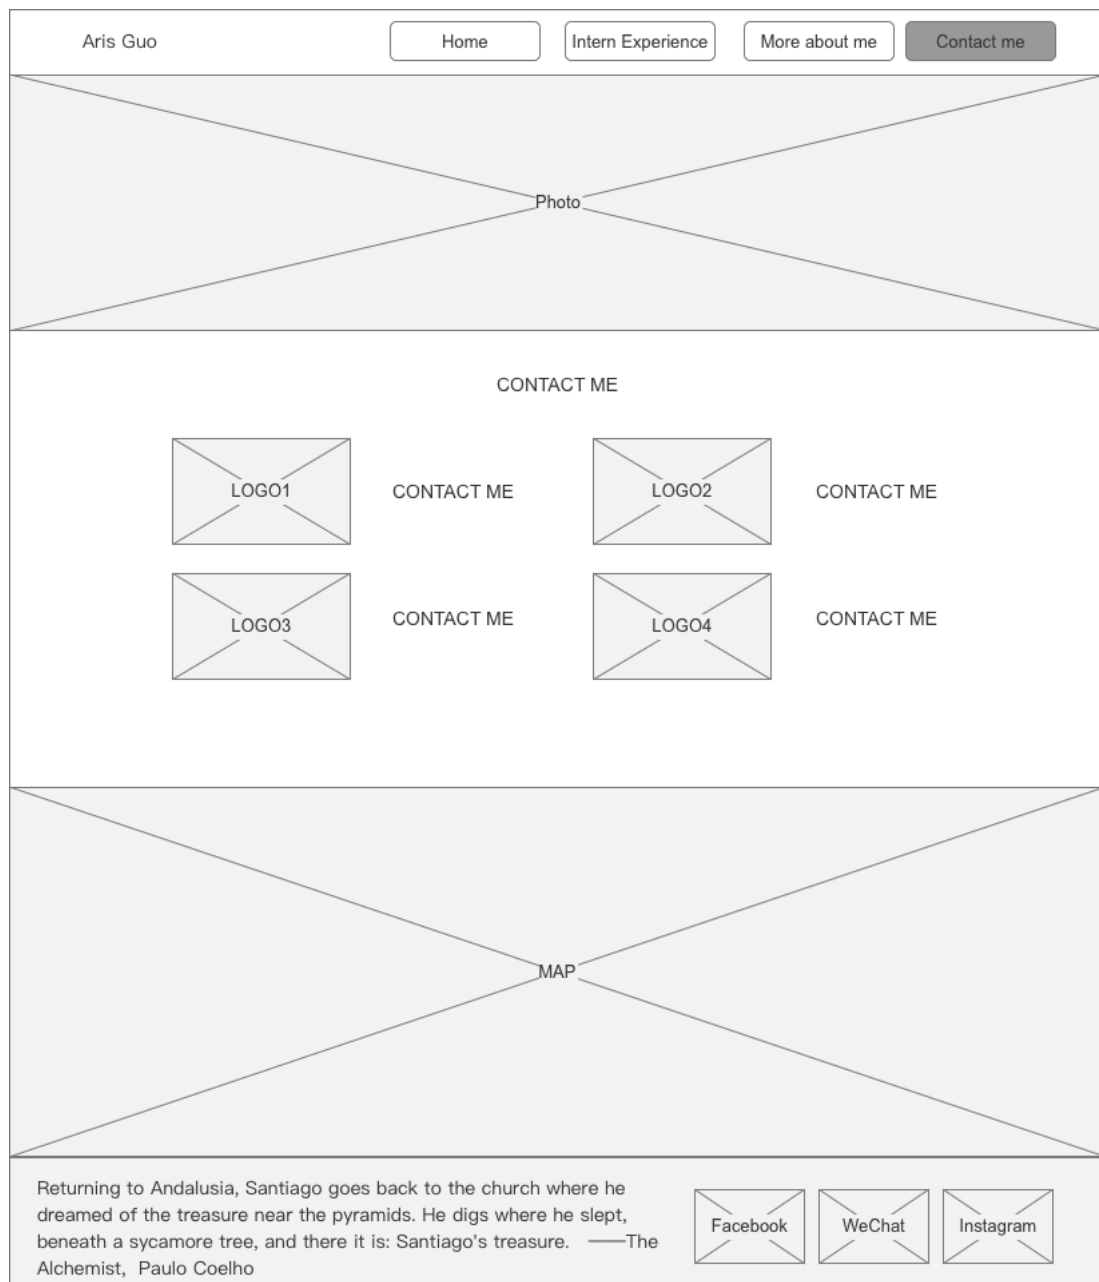 Aris Guo
Home
Intern Experience
More about me
Contact me
Photo
CONTACT ME
LOGO1
CONTACT ME
LOGO2
CONTACT ME
LOGO3
CONTACT ME
LOGO4
CONTACT ME
MAP
Returning to Andalusia, Santiago goes back to the church where he
dreamed of the treasure near the pyramids. He digs where he slept,
beneath a sycamore tree, and there it is: Santiago's treasure. ——The
Alchemist, Paulo Coelho
Facebook
WeChat
Instagram